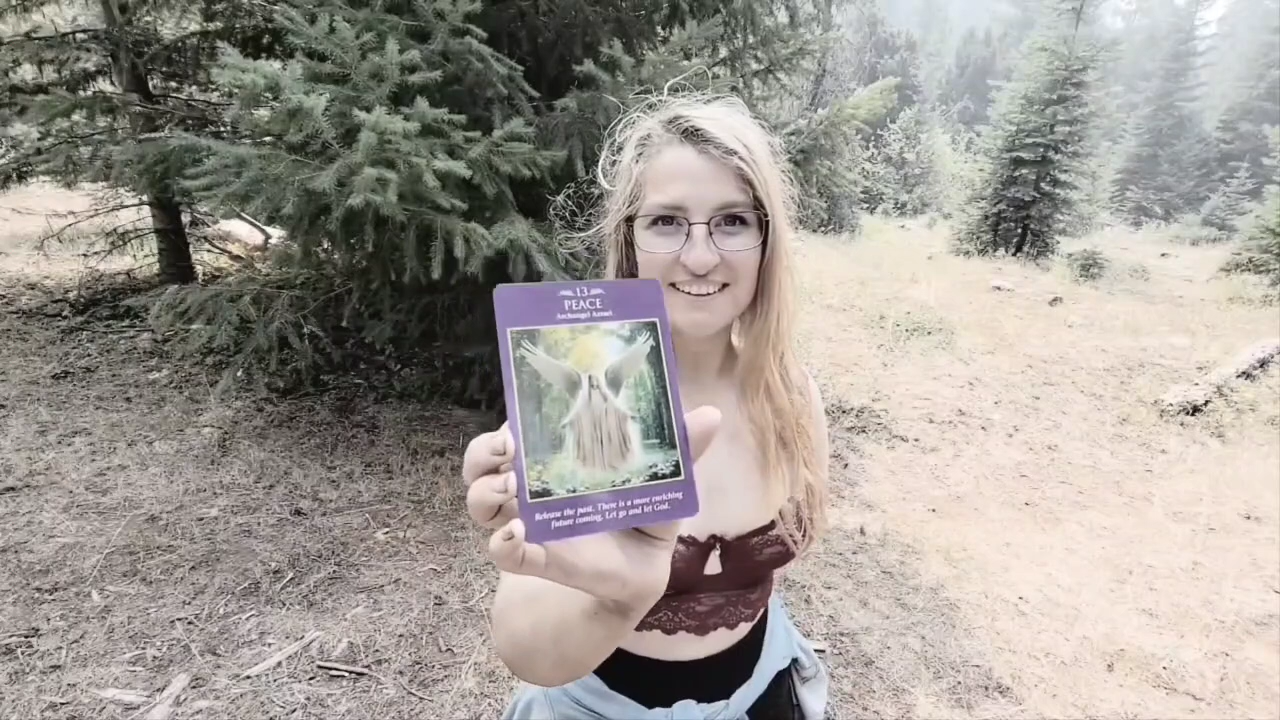 13
PEACE
Archangel Azrael
Release the past. There is a more enriching
future coming. Let go and let God.